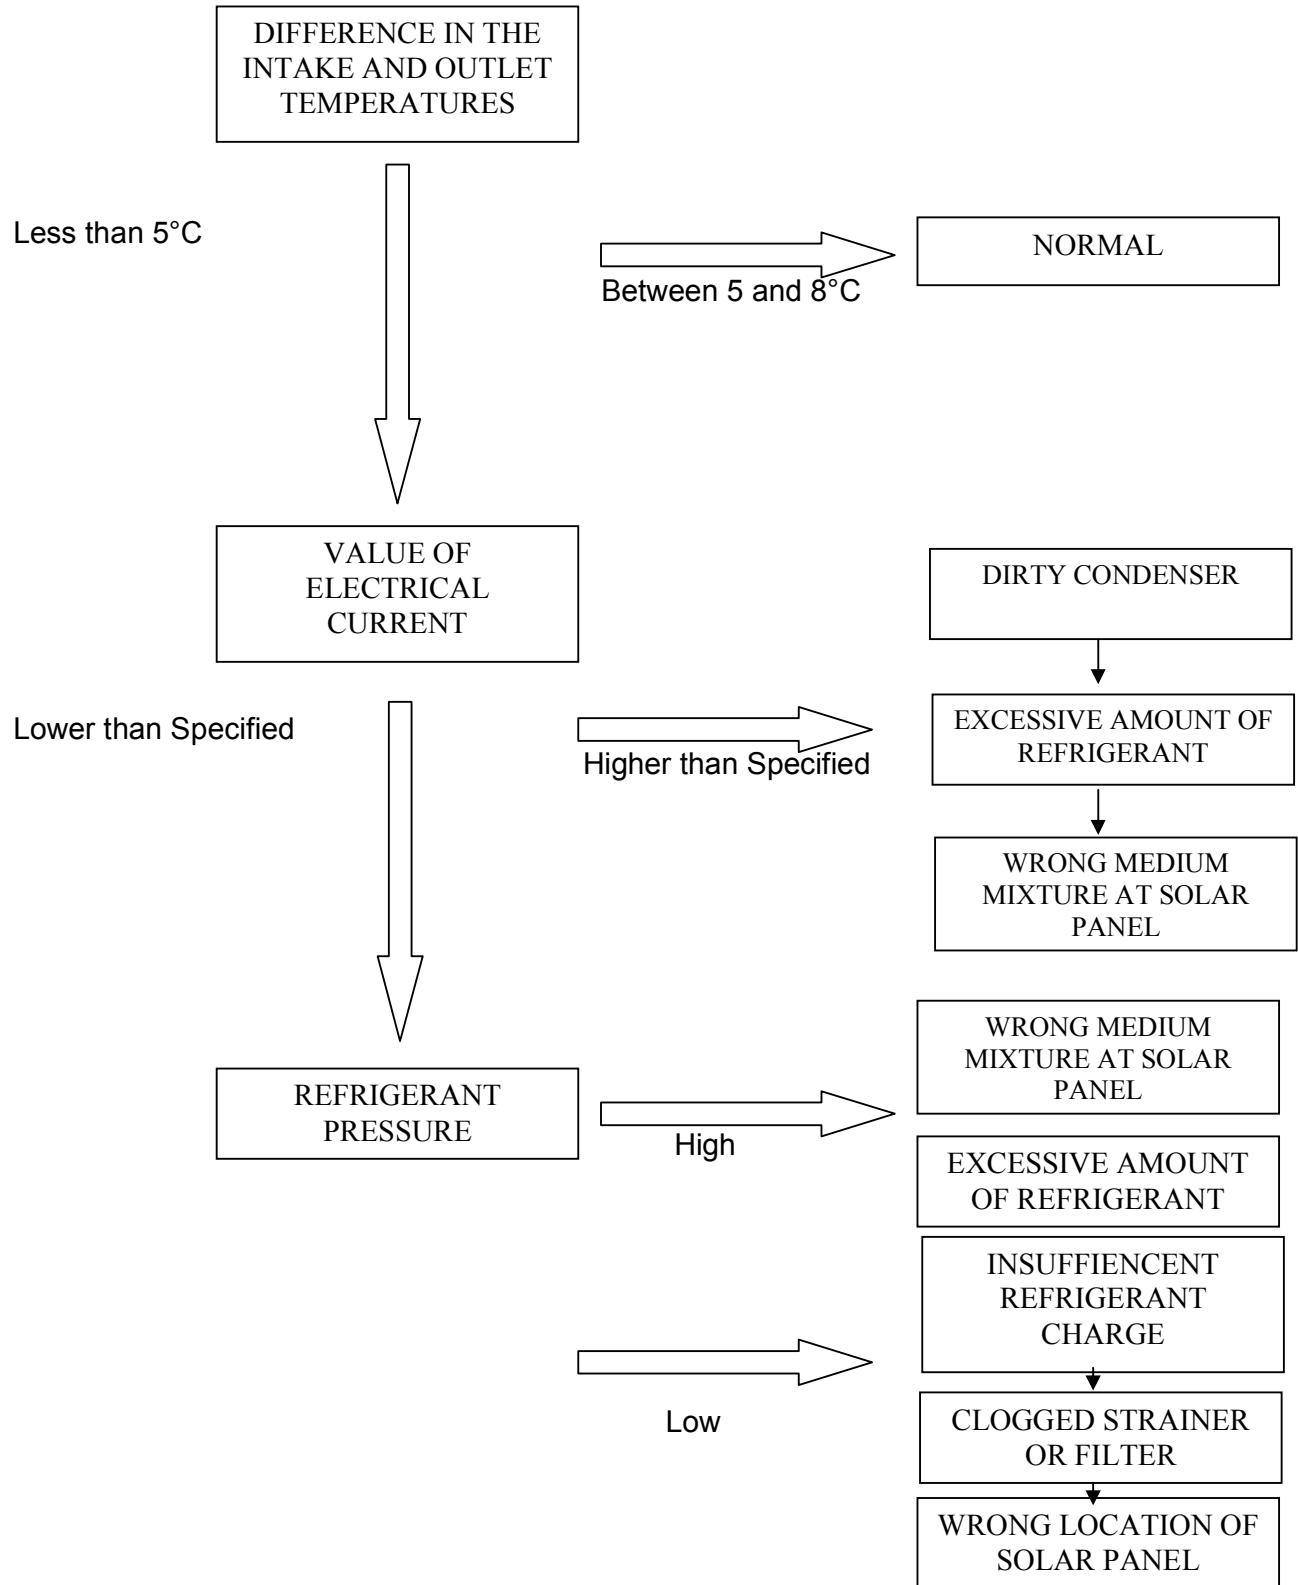 DIFFERENCE IN THE
INTAKE AND OUTLET
TEMPERATURES
Less than 5°C
Between 5 and 8°C
NORMAL
VALUE OF
ELECTRICAL
CURRENT
DIRTY CONDENSER
Lower than Specified
Higher than Specified
EXCESSIVE AMOUNT OF
REFRIGERANT
WRONG MEDIUM
MIXTURE AT SOLAR
PANEL
REFRIGERANT
PRESSURE
High
WRONG MEDIUM
MIXTURE AT SOLAR
PANEL
EXCESSIVE AMOUNT
OF REFRIGERANT
INSUFFIENCENT
REFRIGERANT
CHARGE
Low
CLOGGED STRAINER
OR FILTER
WRONG LOCATION OF
SOLAR PANEL